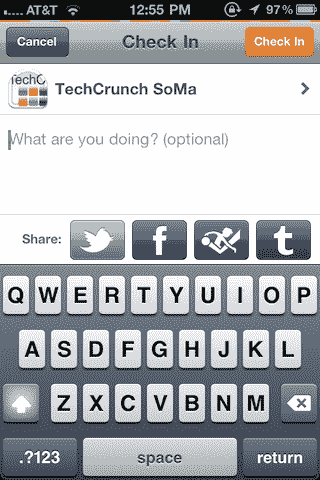 AT&T 12:55 PM 97%
Cancel Check In Check In
TechC
TechCrunch SoMa
What are you doing? (optional)
Share: f t
Q W E R T Y U I O P
A S D F G H J K L
Z X C V B N M
.?123 space return